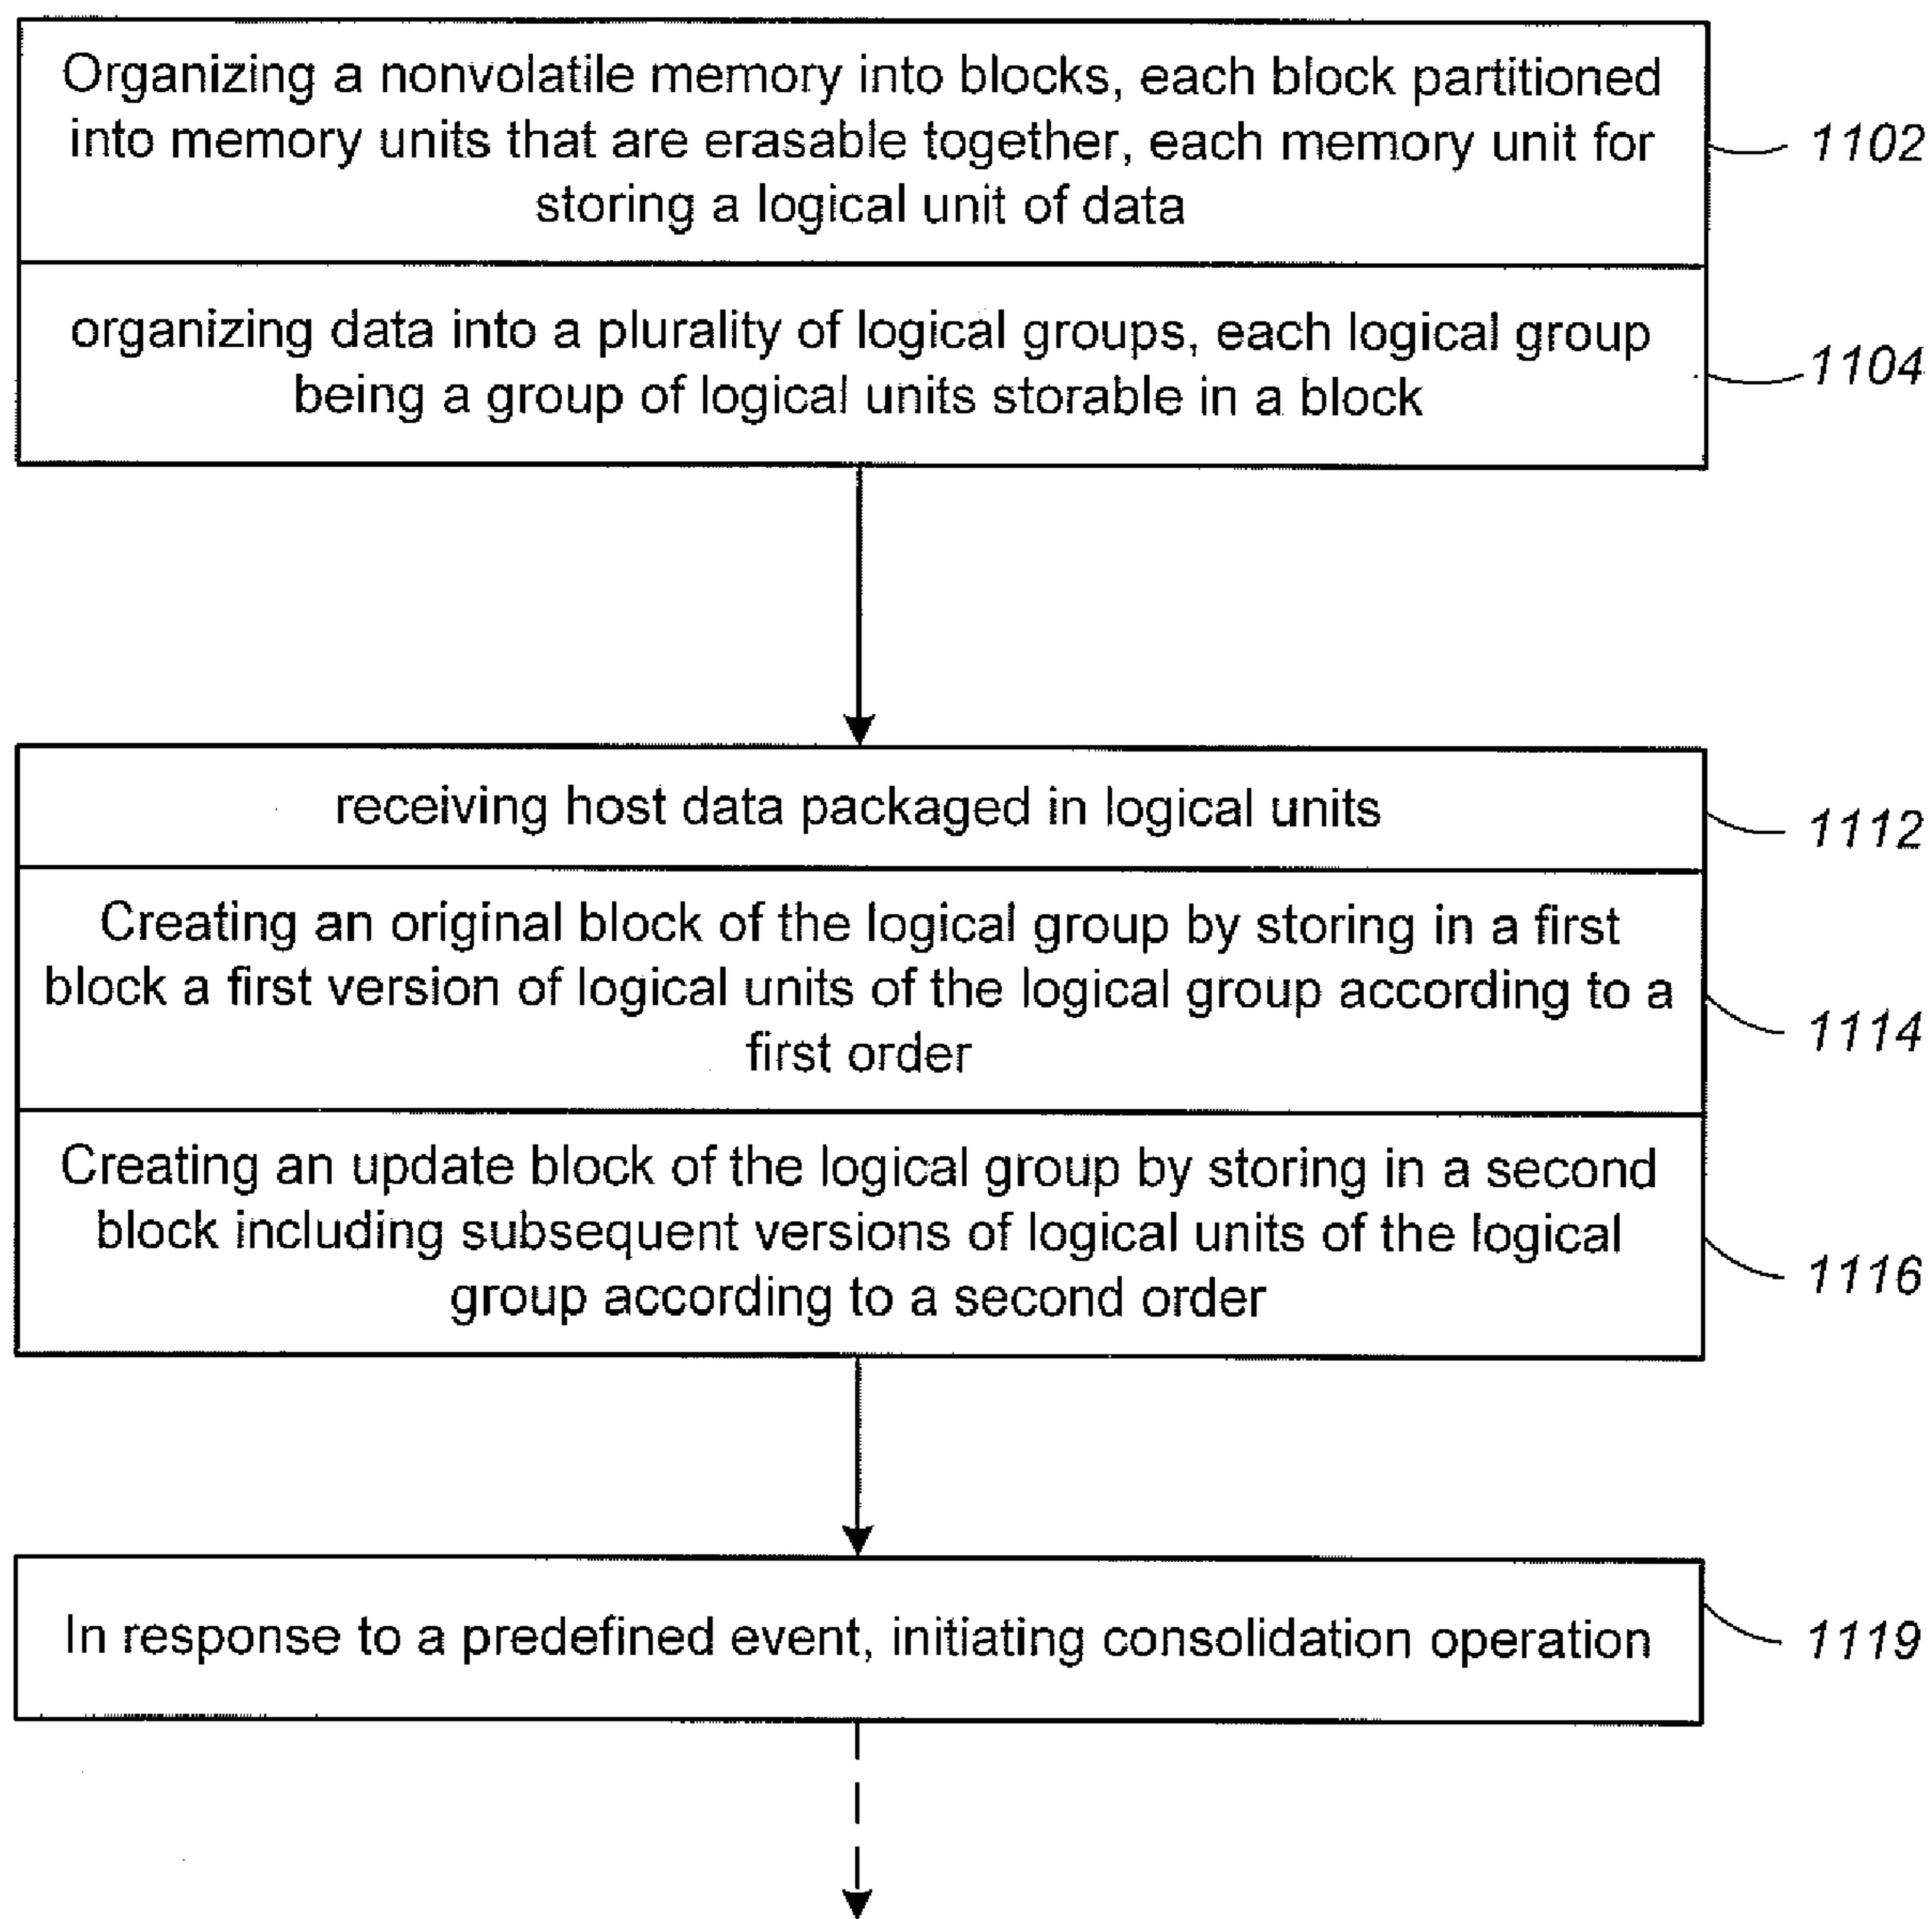 Organizing a nonvolatile memory into blocks, each block partitioned
into memory units that are erasable together, each memory unit for
storing a logical unit of data
1102
organizing data into a plurality of logical groups, each logical group
being a group of logical units storable in a block
1104
receiving host data packaged in logical units
1112
Creating an original block of the logical group by storing in a first
block a first version of logical units of the logical group according to a
first order
1114
Creating an update block of the logical group by storing in a second
block including subsequent versions of logical units of the logical
group according to a second order
1116
In response to a predefined event, initiating consolidation operation
1119